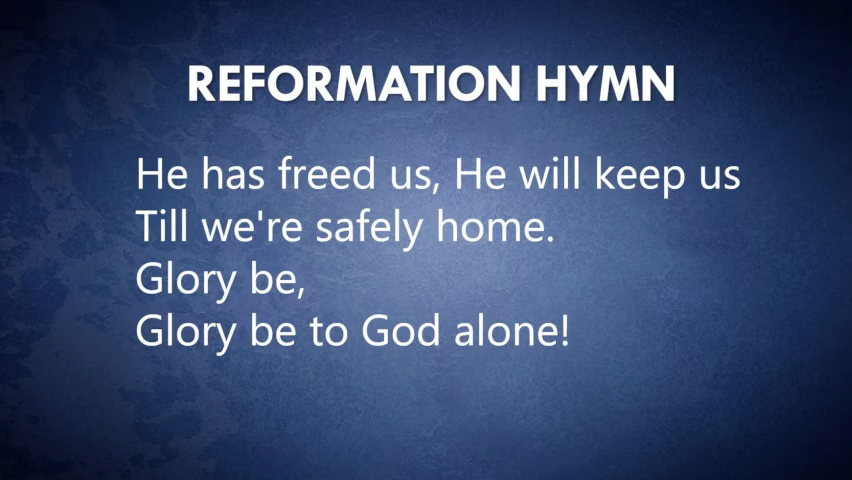 REFORMATION HYMN
He has freed us, He will keep us
Till we're safely home.
Glory be,
Glory be to God alone!